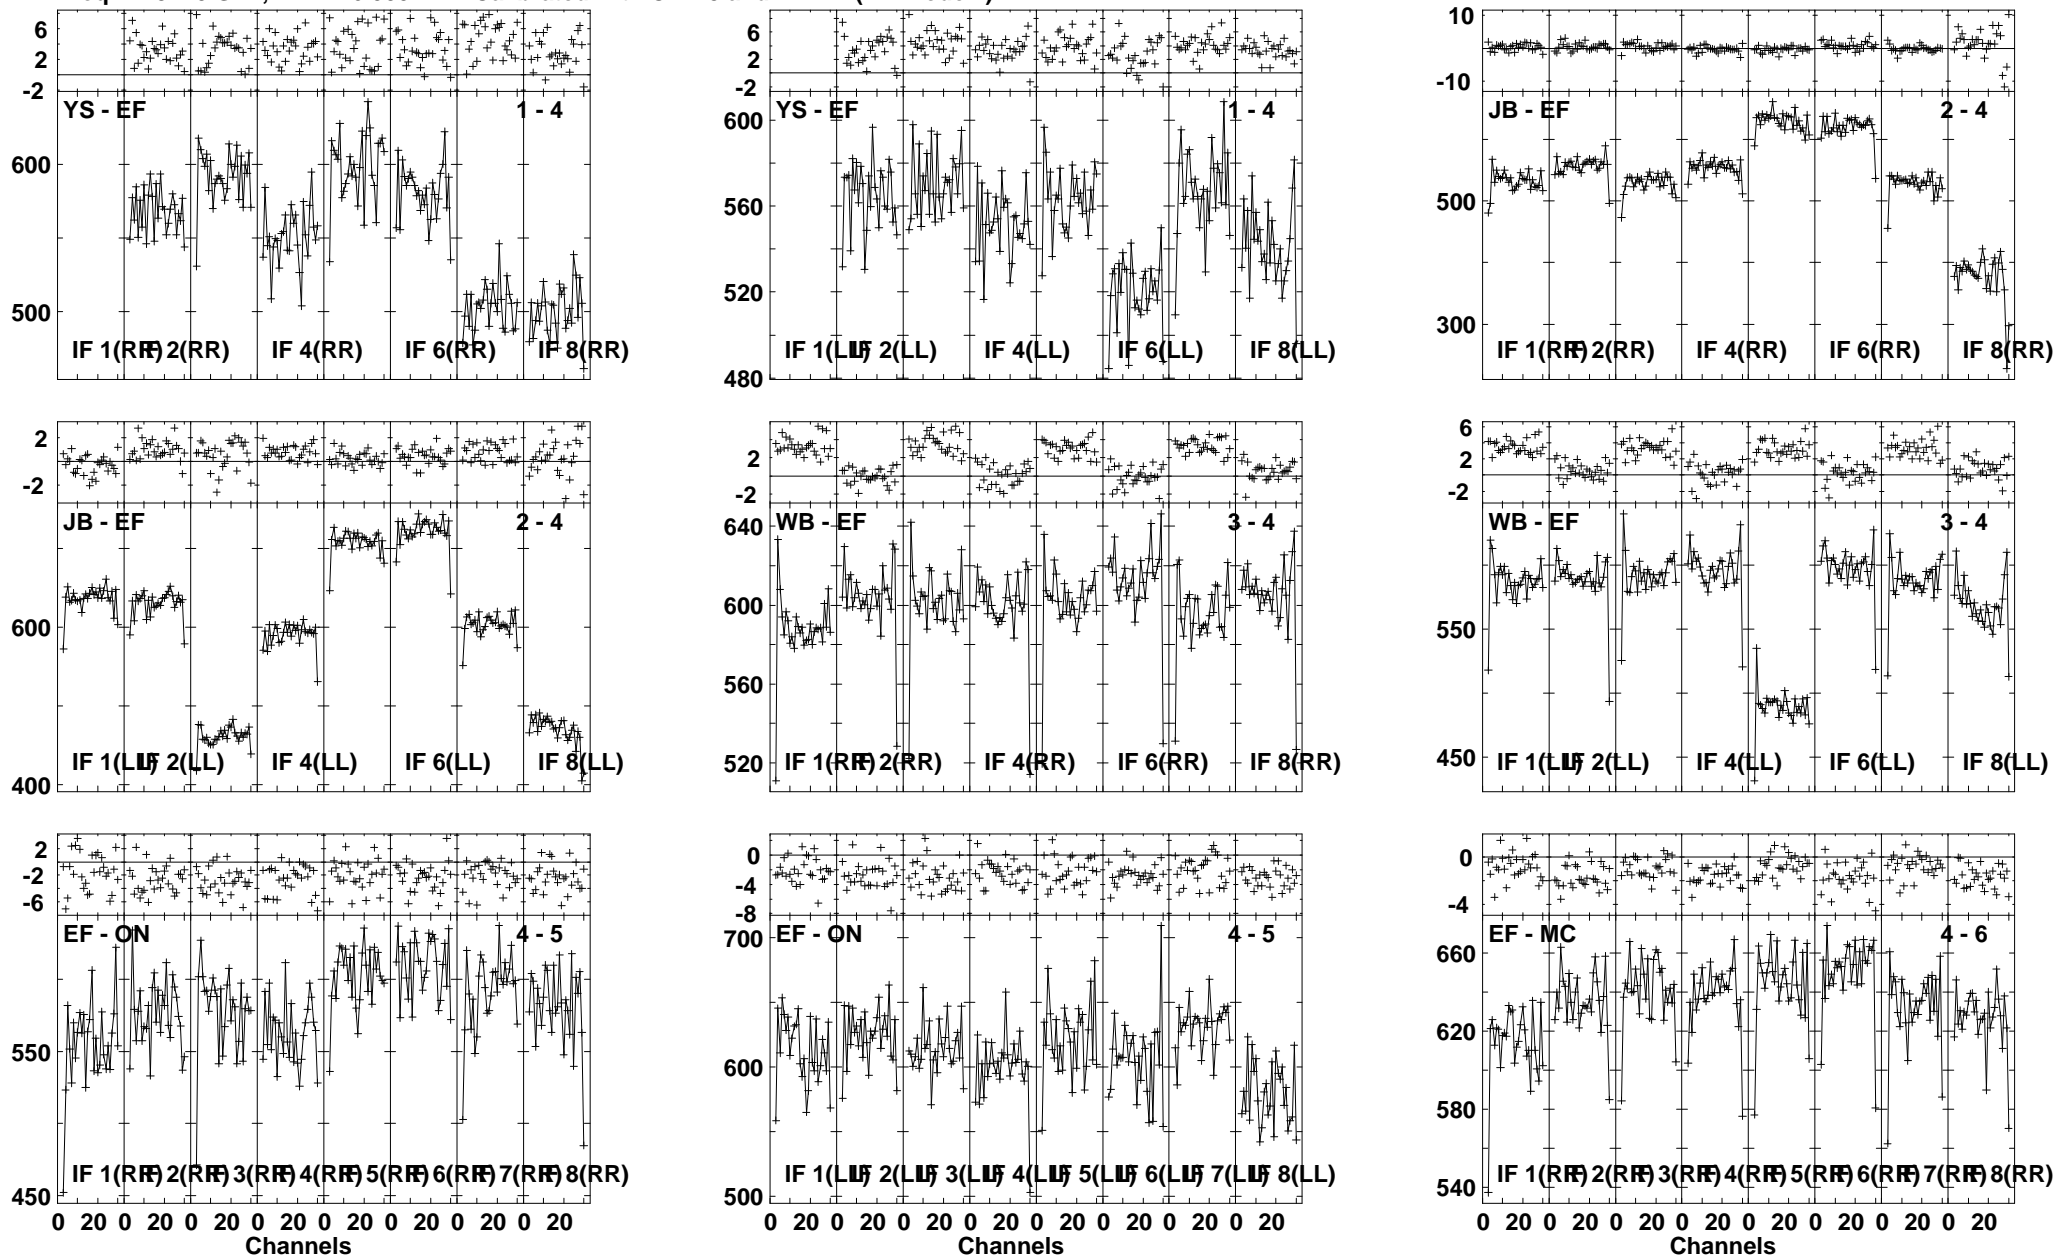 6
2
-2
YS - EF 1 - 4
600
500
IF 1(RR) IF 2(RR) IF 4(RR) IF 6(RR) IF 8(RR)
6
2
-2
YS - EF 1 - 4
600
560
520
480
IF 1(LL) IF 2(LL) IF 4(LL) IF 6(LL) IF 8(LL)
10
-10
JB - EF 2 - 4
500
300
IF 1(RR) IF 2(RR) IF 4(RR) IF 6(RR) IF 8(RR)
2
-2
JB - EF 2 - 4
600
400
IF 1(LL) IF 2(LL) IF 4(LL) IF 6(LL) IF 8(LL)
2
-2
WB - EF 3 - 4
640
600
560
520
IF 1(RR) IF 2(RR) IF 4(RR) IF 6(RR) IF 8(RR)
6
2
-2
WB - EF 3 - 4
550
450
IF 1(LL) IF 2(LL) IF 4(LL) IF 6(LL) IF 8(LL)
2
-2
-6
EF - ON 4 - 5
550
450
IF 1(RR) IF 2(RR) IF 3(RR) IF 4(RR) IF 5(RR) IF 6(RR) IF 7(RR) IF 8(RR)
0 20 0 20 0 20 0 20 0 20 0 20 0 20 0 20
Channels
0
-4
-8
EF - ON 4 - 5
700
600
500
IF 1(LL) IF 2(LL) IF 3(LL) IF 4(LL) IF 5(LL) IF 6(LL) IF 7(LL) IF 8(LL)
0 20 0 20 0 20 0 20 0 20 0 20 0 20 0 20
Channels
0
-4
EF - MC 4 - 6
660
620
580
540
IF 1(RR) IF 2(RR) IF 3(RR) IF 4(RR) IF 5(RR) IF 6(RR) IF 7(RR) IF 8(RR)
0 20 0 20 0 20 0 20 0 20 0 20 0 20 0 20
Channels